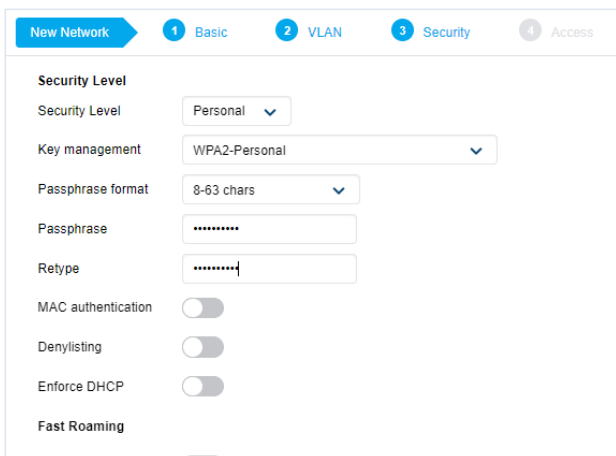 New Network 1 Basic 2 VLAN 3 Security 4 Access
Security Level
Security Level Personal
Key management WPA2-Personal
Passphrase format 8-63 chars
Passphrase ••••••••••
Retype ••••••••••
MAC authentication
Denylisting
Enforce DHCP
Fast Roaming